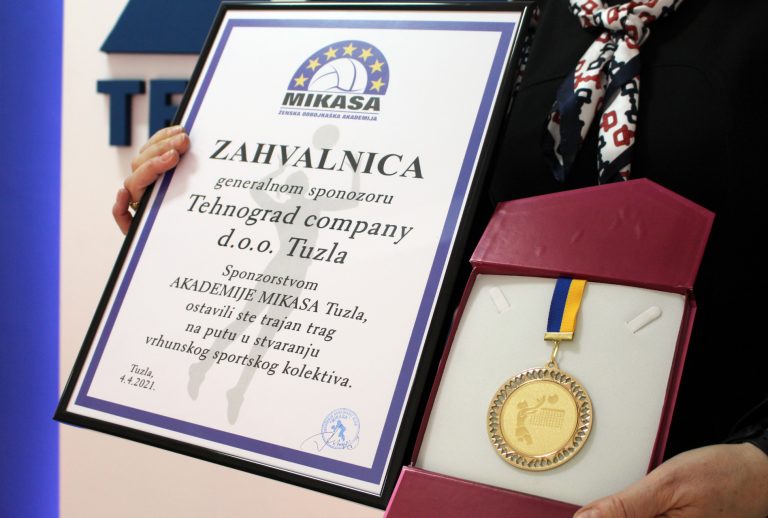 TE
MIKASA
ŽENSKA ODBOJKAŠKA AKADEMIJA
ZAHVALNICA
generalnom sponozoru
Tehnograd company
d.o.o. Tuzla
Sponzorstvom
AKADEMIJE MIKASA Tuzla,
ostavili ste trajan trag
na putu u stvaranju
vrhunskog sportskog kolektiva.
Tuzla,
4.4.2021.